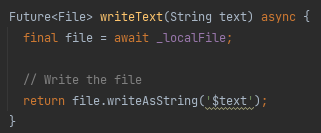 Future<File> writeText(String text) async {
  final file = await _localFile;

  // Write the file
  return file.writeAsString('$text');
}